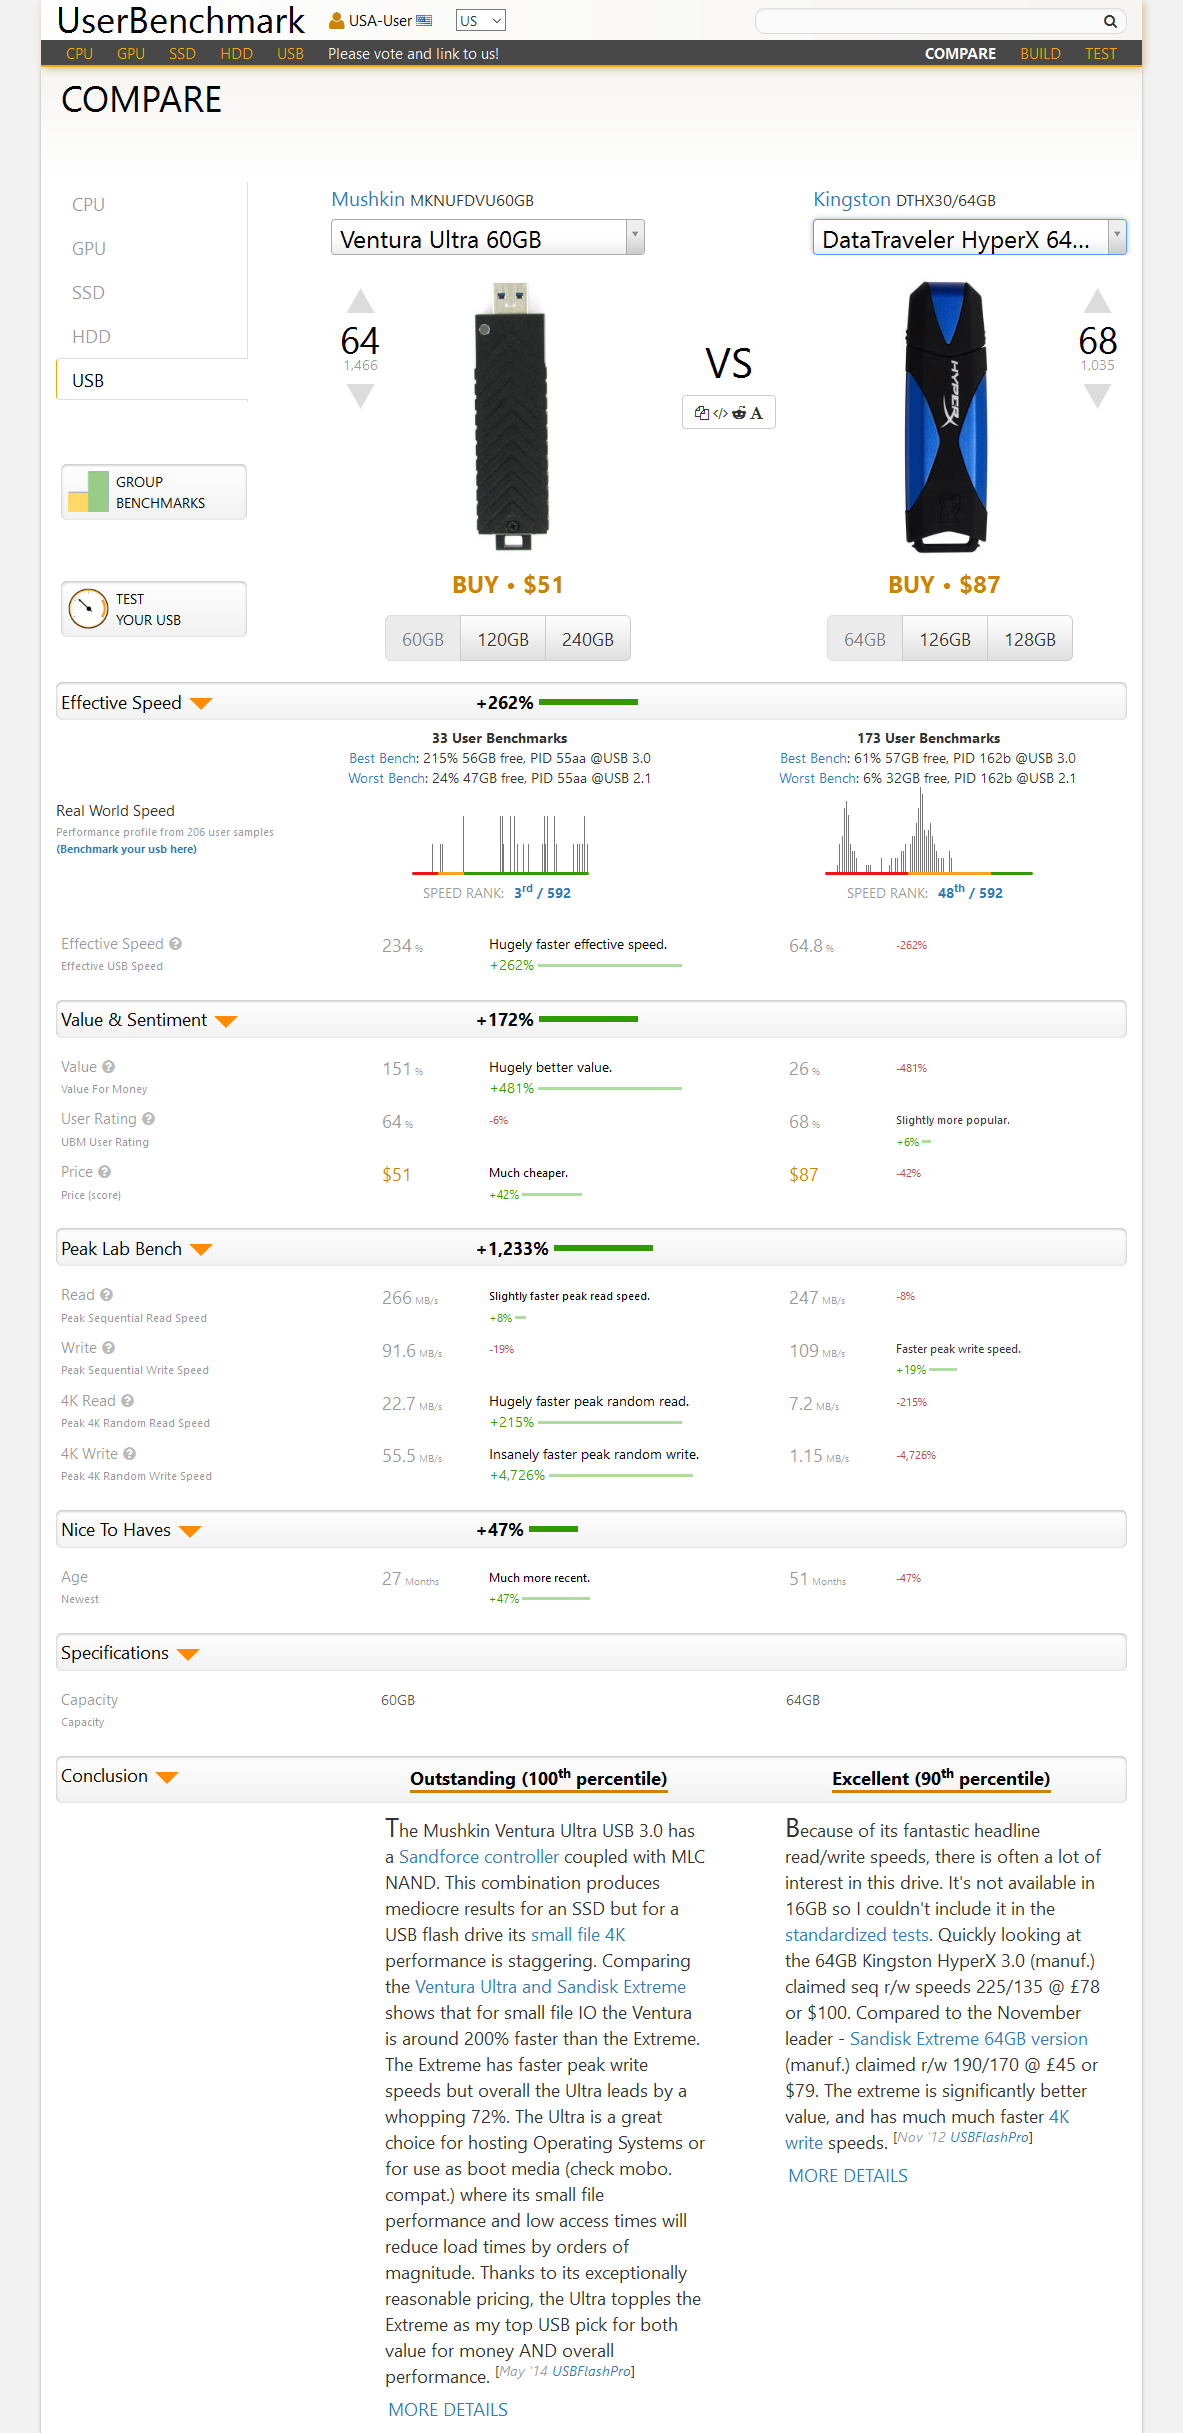 UserBenchmark
USA-User
US
CPU GPU SSD HDD USB Please vote and link to us! COMPARE BUILD TEST
COMPARE
CPU
GPU
SSD
HDD
USB
GROUP
BENCHMARKS
TEST
YOUR USB
Mushkin MKNUFDVU60GB
Ventura Ultra 60GB
64
1,466
VS
</> A
Kingston DTHX30/64GB
DataTraveler HyperX 64...
68
1,035
HYPERX
BUY • $51
60GB 120GB 240GB
BUY • $87
64GB 126GB 128GB
Effective Speed +262%
33 User Benchmarks
Best Bench: 215% 56GB free, PID 55aa @USB 3.0
Worst Bench: 24% 47GB free, PID 55aa @USB 2.1
173 User Benchmarks
Best Bench: 61% 57GB free, PID 162b @USB 3.0
Worst Bench: 6% 32GB free, PID 162b @USB 2.1
Real World Speed
Performance profile from 206 user samples
(Benchmark your usb here)
SPEED RANK: 3rd / 592
SPEED RANK: 48th / 592
Effective Speed
Effective USB Speed
234 %
Hugely faster effective speed.
+262%
64.8 %
-262%
Value & Sentiment +172%
Value
Value For Money
151 %
Hugely better value.
+481%
26 %
-481%
User Rating
UBM User Rating
64 %
-6%
68 %
Slightly more popular.
+6%
Price
Price (score)
$51
Much cheaper.
+42%
$87
-42%
Peak Lab Bench +1,233%
Read
Peak Sequential Read Speed
266 MB/s
Slightly faster peak read speed.
+8%
247 MB/s
-8%
Write
Peak Sequential Write Speed
91.6 MB/s
-19%
109 MB/s
Faster peak write speed.
+19%
4K Read
Peak 4K Random Read Speed
22.7 MB/s
Hugely faster peak random read.
+215%
7.2 MB/s
-215%
4K Write
Peak 4K Random Write Speed
55.5 MB/s
Insanely faster peak random write.
+4,726%
1.15 MB/s
-4,726%
Nice To Haves +47%
Age
Newest
27 Months
Much more recent.
+47%
51 Months
-47%
Specifications
Capacity
Capacity
60GB
64GB
Conclusion
Outstanding (100th percentile)
Excellent (90th percentile)
The Mushkin Ventura Ultra USB 3.0 has
a Sandforce controller coupled with MLC
NAND. This combination produces
mediocre results for an SSD but for a
USB flash drive its small file 4K
performance is staggering. Comparing
the Ventura Ultra and Sandisk Extreme
shows that for small file IO the Ventura
is around 200% faster than the Extreme.
The Extreme has faster peak write
speeds but overall the Ultra leads by a
whopping 72%. The Ultra is a great
choice for hosting Operating Systems or
for use as boot media (check mobo.
compat.) where its small file
performance and low access times will
reduce load times by orders of
magnitude. Thanks to its exceptionally
reasonable pricing, the Ultra topples the
Extreme as my top USB pick for both
value for money AND overall
performance. [May '14 USBFlashPro]
MORE DETAILS
Because of its fantastic headline
read/write speeds, there is often a lot of
interest in this drive. It's not available in
16GB so I couldn't include it in the
standardized tests. Quickly looking at
the 64GB Kingston HyperX 3.0 (manuf.)
claimed seq r/w speeds 225/135 @ £78
or $100. Compared to the November
leader - Sandisk Extreme 64GB version
(manuf.) claimed r/w 190/170 @ £45 or
$79. The extreme is significantly better
value, and has much much faster 4K
write speeds. [Nov '12 USBFlashPro]
MORE DETAILS